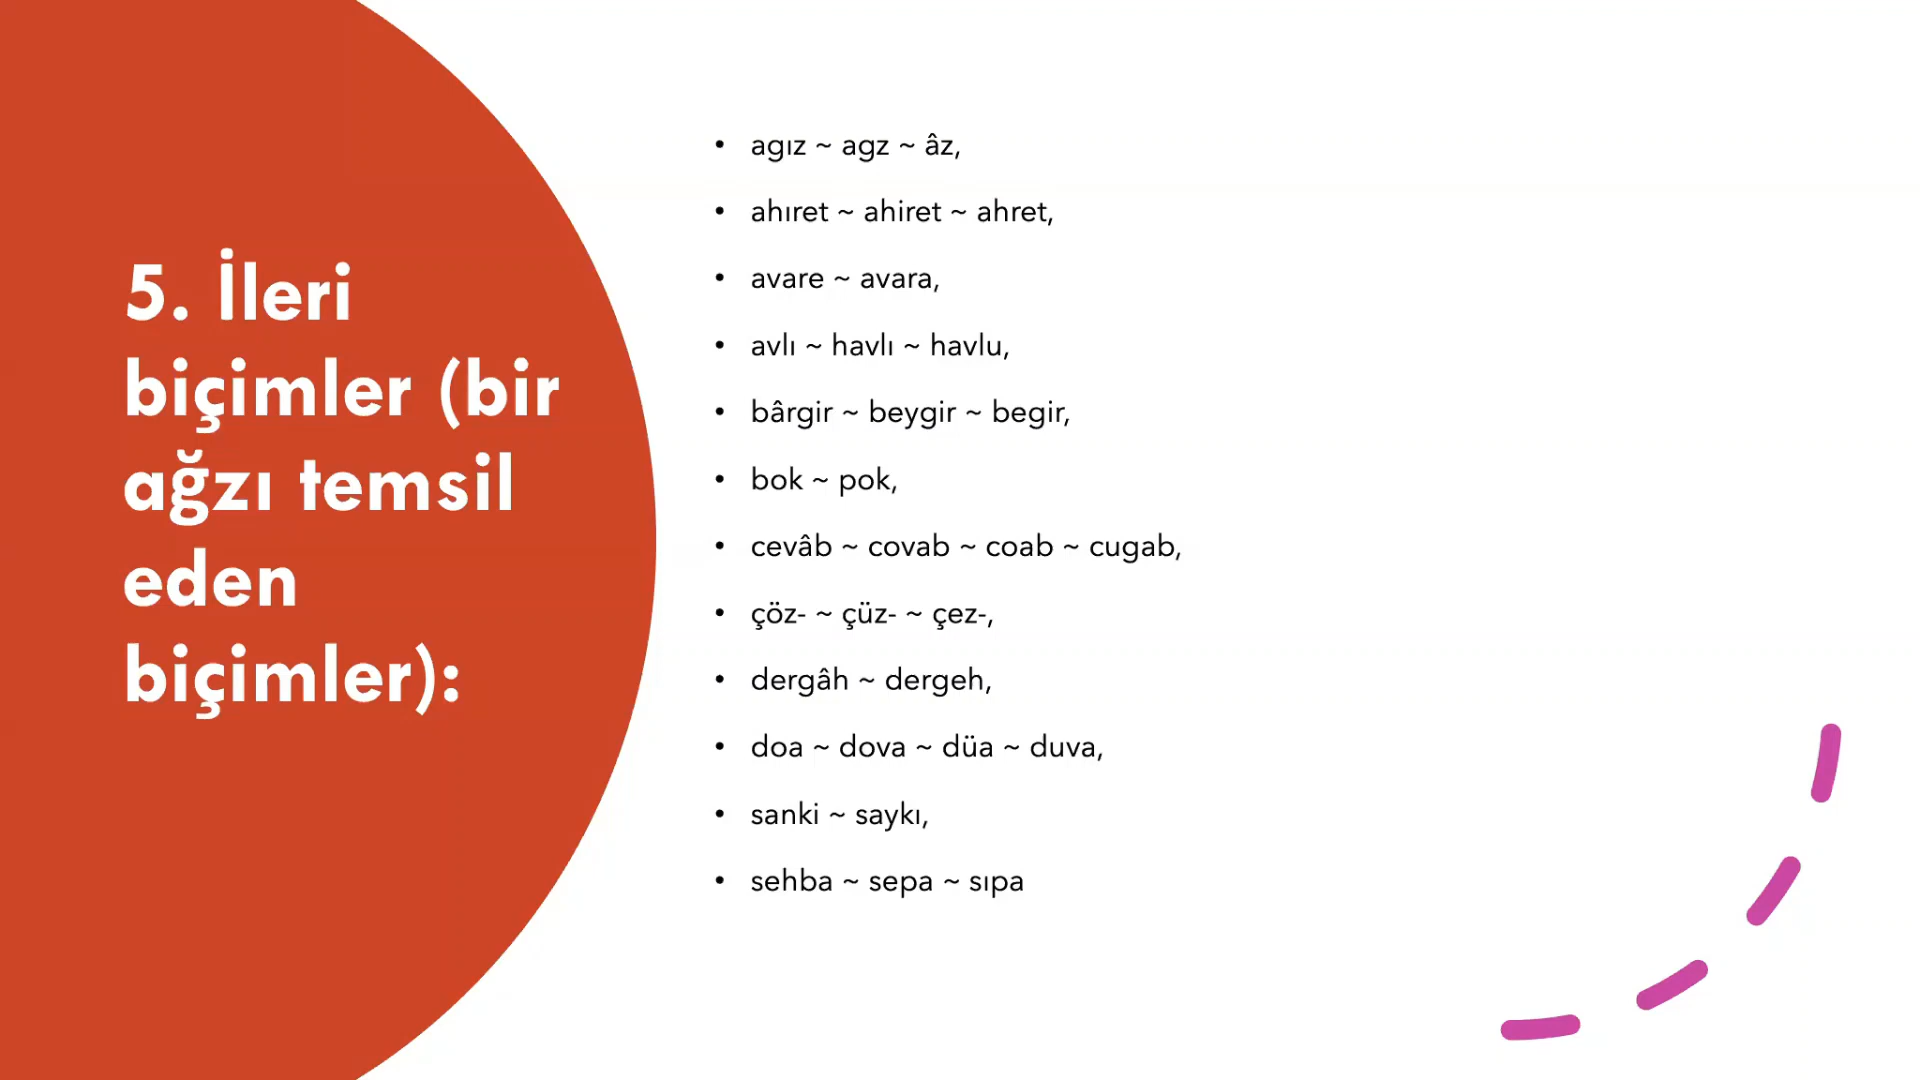 5. İleri
biçimler (bir
ağzı temsil
eden
biçimler):
• agız ~ agz ~ âz,
• ahıret ~ ahiret ~ ahret,
• avare ~ avara,
• avlı ~ havlı ~ havlu,
• bârgir ~ beygir ~ begir,
• bok ~ pok,
• cevâb ~ covab ~ coab ~ cugab,
• çöz- ~ çüz- ~ çez-,
• dergâh ~ dergeh,
• doa ~ dova ~ düa ~ duva,
• sanki ~ saykı,
• sehba ~ sepa ~ sıpa